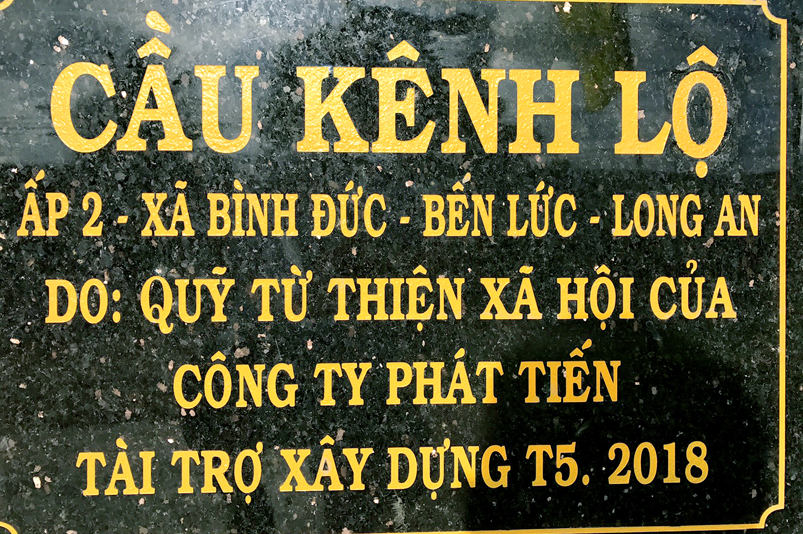 CẦU KÊNH LỘ
ẤP 2 - XÃ BÌNH ĐỨC - BẾN LỨC - LONG AN
DO: QUỸ TỪ THIỆN XÃ HỘI CỦA
CÔNG TY PHÁT TIẾN
TÀI TRỢ XÂY DỰNG T5. 2018